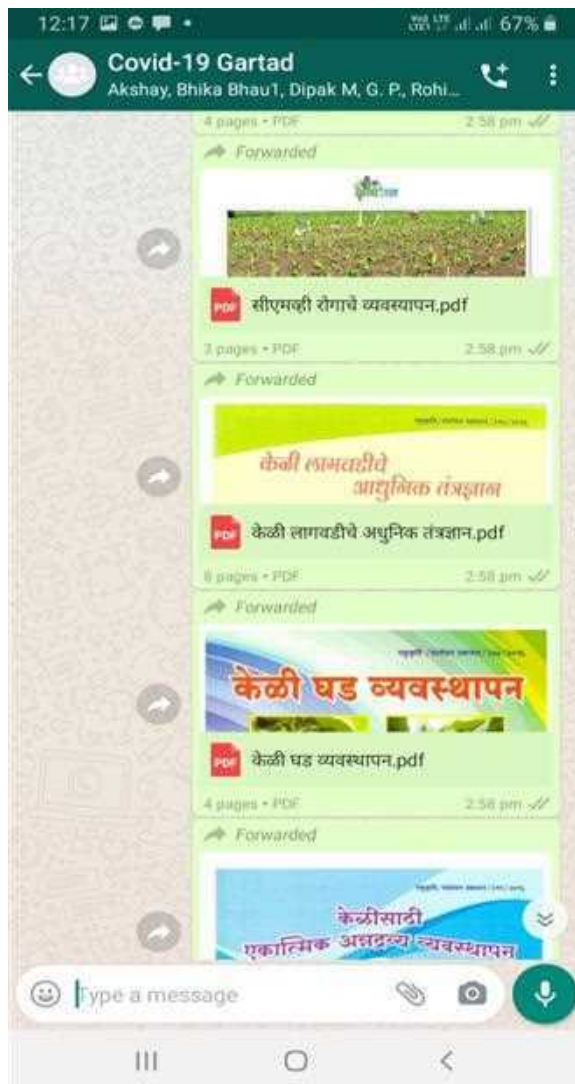 12:17
67%
Covid-19 Gartad
Akshay, Bhika Bhau1, Dipak M, G. P., Rohi...
4 pages • PDF 2:58 pm
Forwarded
PDF सीएमव्ही रोगाचे व्यवस्थापन.pdf
2:58 pm
pages • PDF
Forwarded
केळी लागवडीचे
आधुनिक तंत्रज्ञान
PDF केळी लागवडीचे अधुनिक तंत्रज्ञान.pdf
pages • PDF 2:58 pm
Forwarded
केळी घड व्यवस्थापन
PDF केळी घड व्यवस्थापन.pdf
4 pages • PDF 2:58 pm
Forwarded
केळीसाठी
एकात्मिक अन्नद्रव्य व्यवस्थापन
Type a message